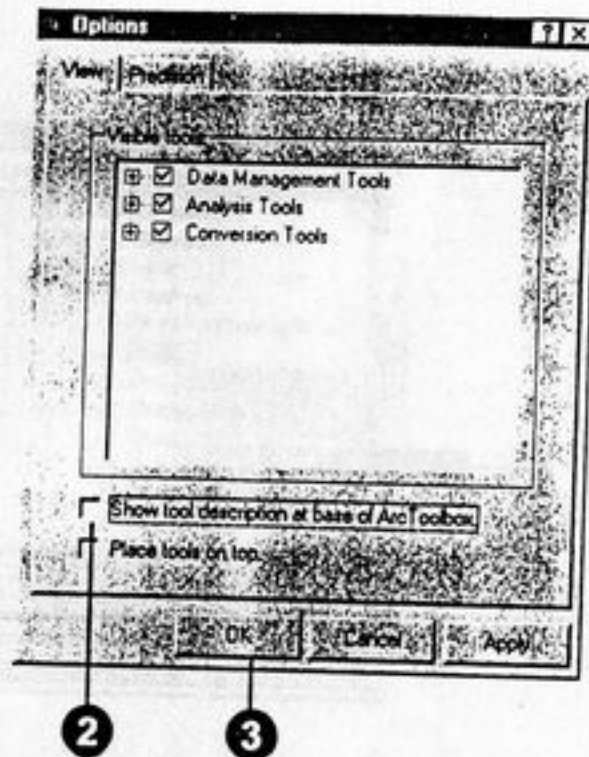 Options
? ×
View Precision
Visible tools
Data Management Tools
Analysis Tools
Conversion Tools
Show tool description at base of ArcToolbox.
Place tools on top.
OK Cancel Apply
2 3